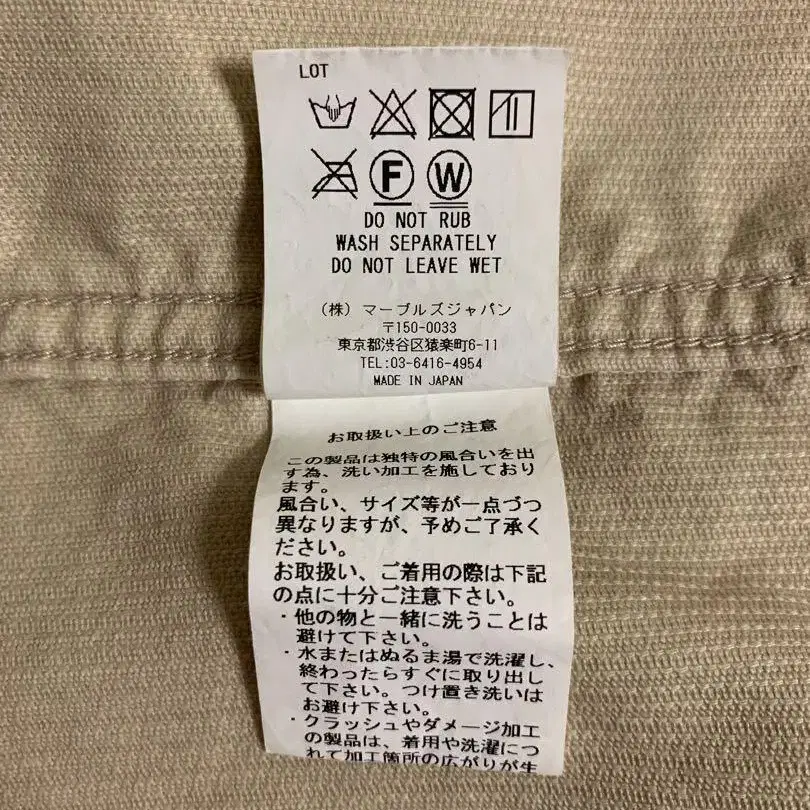 LOT
F W
DO NOT RUB
WASH SEPARATELY
DO NOT LEAVE WET
(株) マーブルズジャパン
〒150-0033
東京都渋谷区猿楽町6-11
TEL:03-6416-4954
MADE IN JAPAN
お取扱い上のご注意
この製品は独特の風合いを出
す為、洗い加工を施しており
ます。
風合い、サイズ等が一点づつ
異なりますが、予めご了承く
ださい。
お取扱い、ご着用の際は下記
の点に十分ご注意下さい。
・他の物と一緒に洗うことは
避けて下さい。
・水またはぬるま湯で洗濯し、
終わったらすぐに取り出し
て下さい。つけ置き洗いは
お避け下さい。
・クラッシュやダメージ加工
の製品は、着用や洗濯につ
れて加工箇所の広がりが生